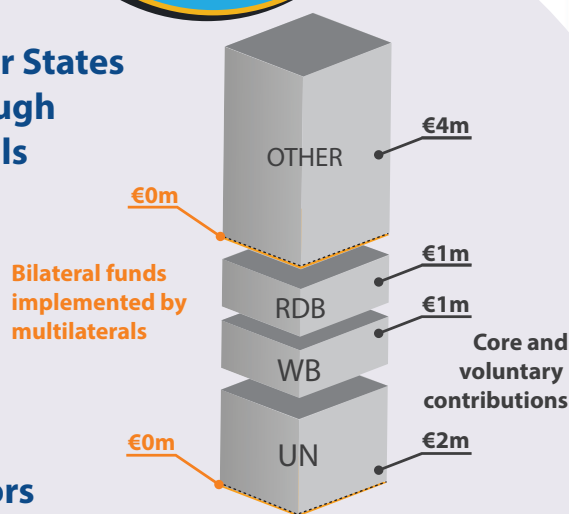 r States
ugh
ls
€4m
OTHER
€0m
€1m
Bilateral funds
implemented by
multilaterals
RDB
€1m
WB
Core and
voluntary
contributions
€0m
€2m
UN
ors